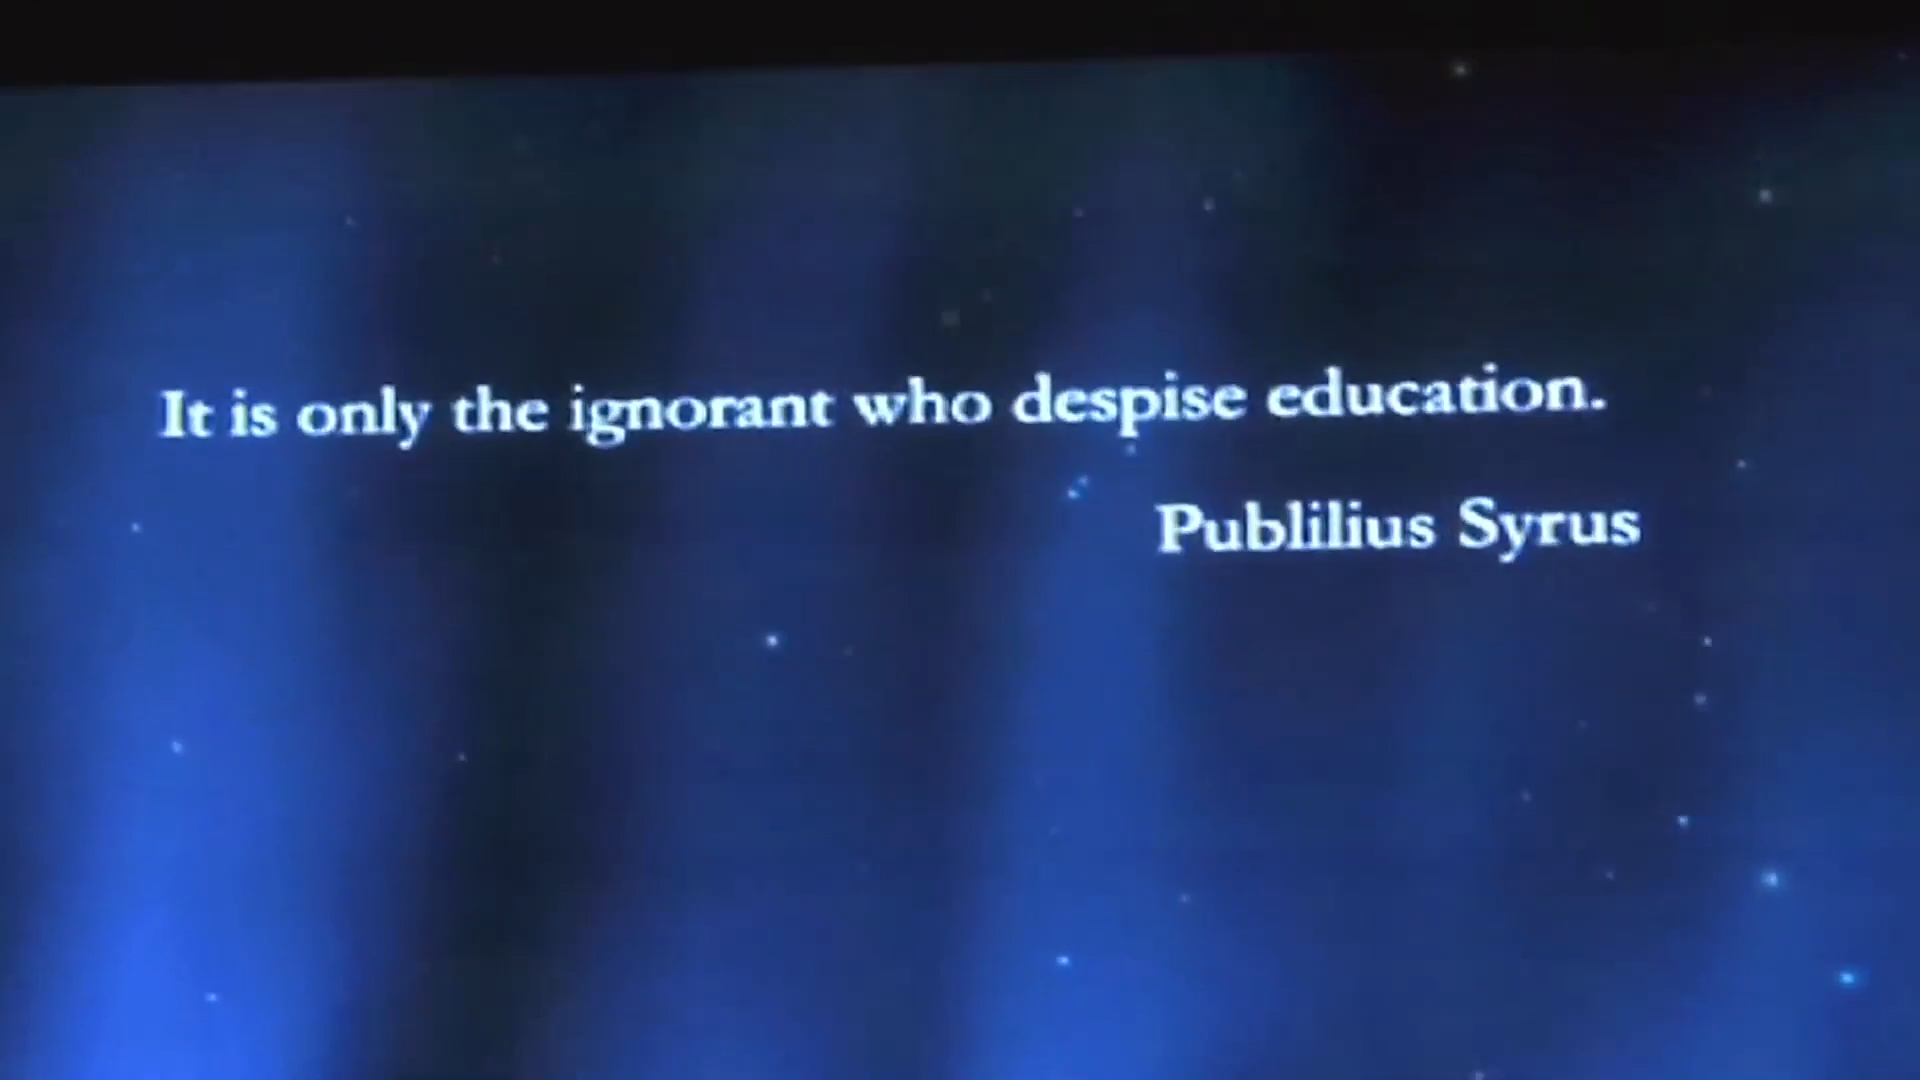 It is only the ignorant who despise education.
Publilius Syrus